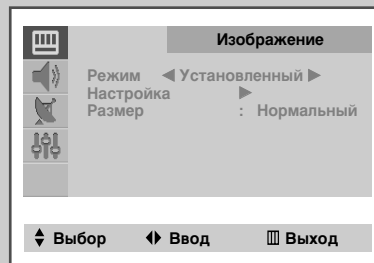 Изображение
Режим ◀ Установленный ▶
Настройка ▶
Размер : Нормальный
Выбор Ввод Выход